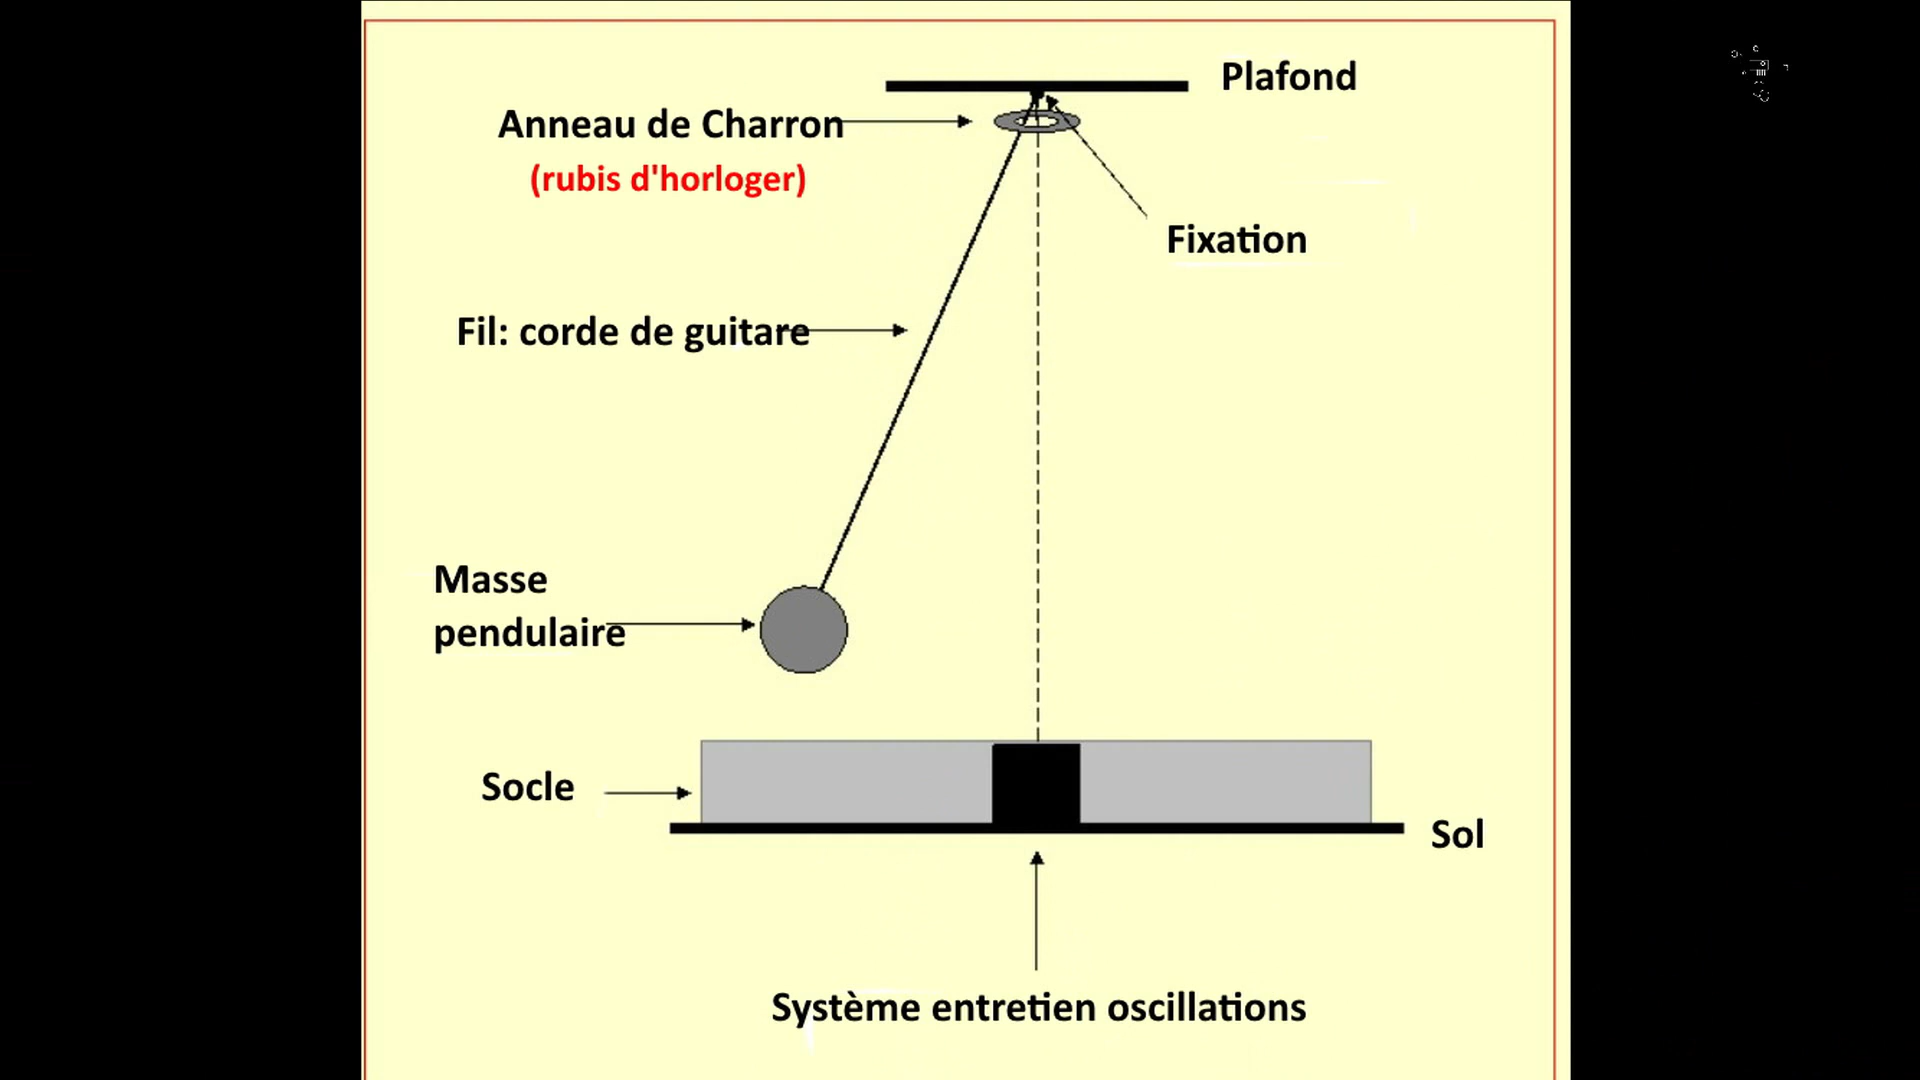 Plafond
Anneau de Charron
(rubis d'horloger)
Fixation
Fil: corde de guitare
Masse
pendulaire
Socle
Sol
Système entretien oscillations